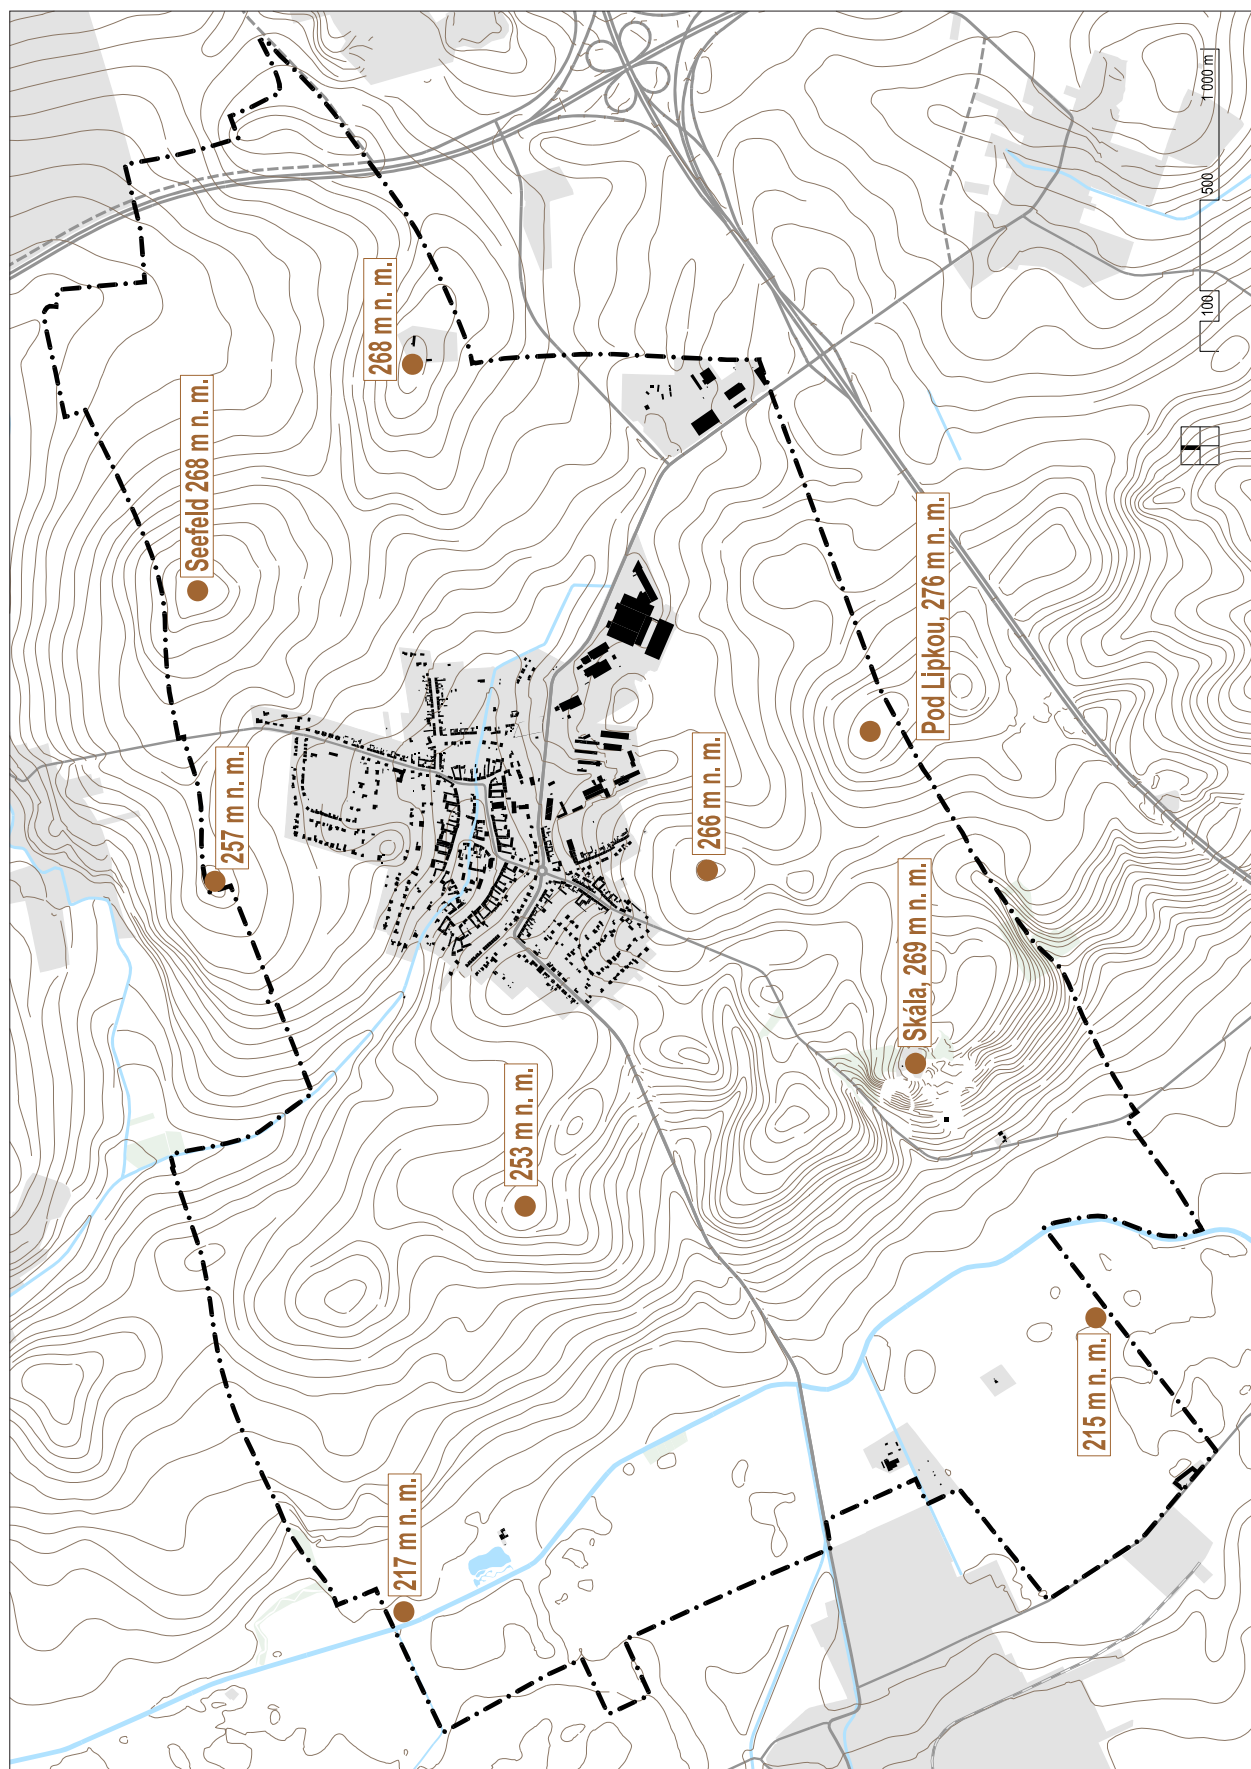 1 000 m
500
100
268 m n. m.
Seefeld 268 m n. m.
Pod Lipkou, 276 m n. m.
257 m n. m.
266 m n. m.
Skála, 269 m n. m.
253 m n. m.
215 m n. m.
217 m n. m.